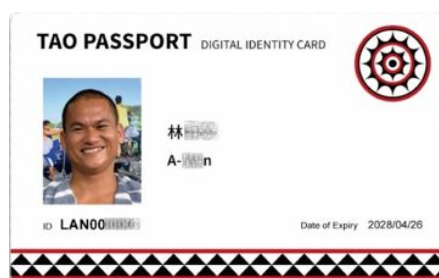 TAO PASSPORT DIGITAL IDENTITY CARD
林
A- n
ID LAN00
Date of Expiry 2028/04/26